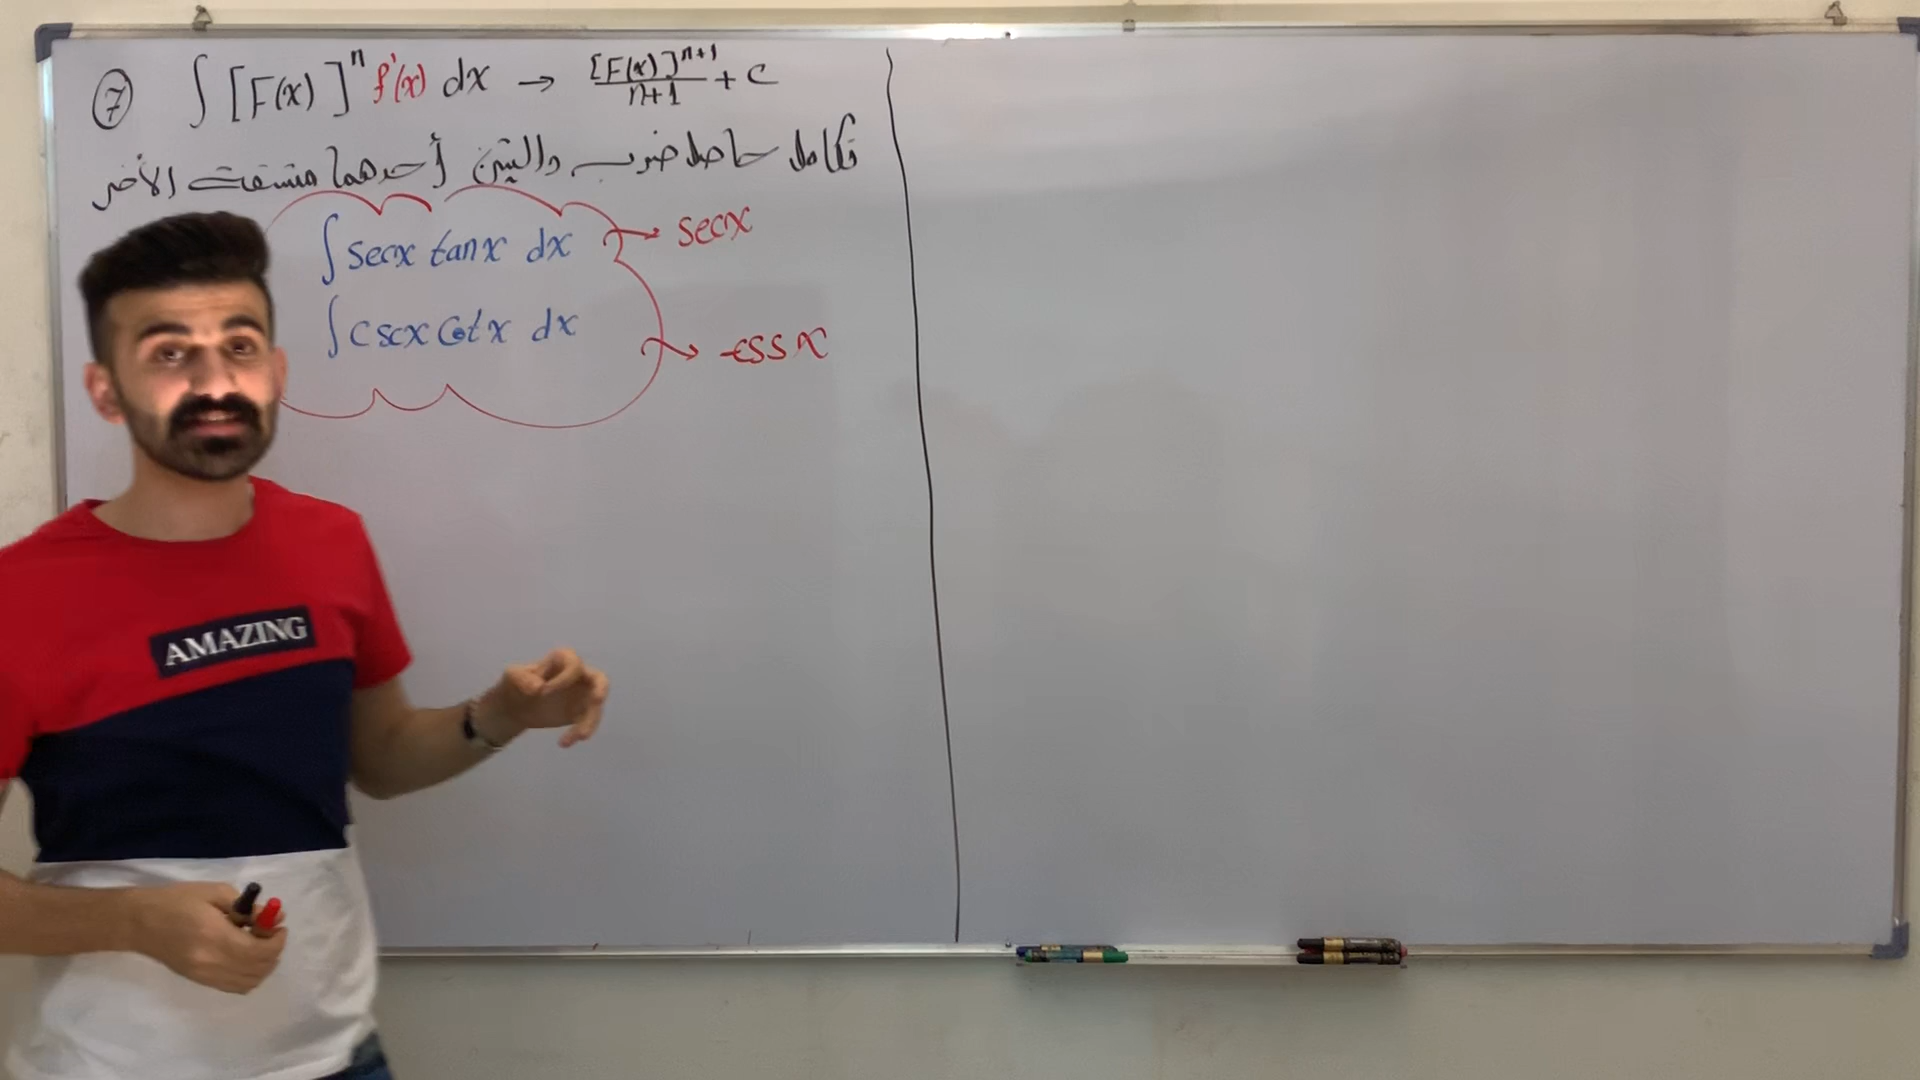 ⑦ ∫ [F(x)]ⁿ f'(x) dx → [F(x)]ⁿ⁺¹ / n+1 + c
تكامل حاصل ضرب دالتين أحدهما مشتقة الأخر
∫ secx tanx dx → secx
∫ cscx Cotx dx → -cssx
AMAZING